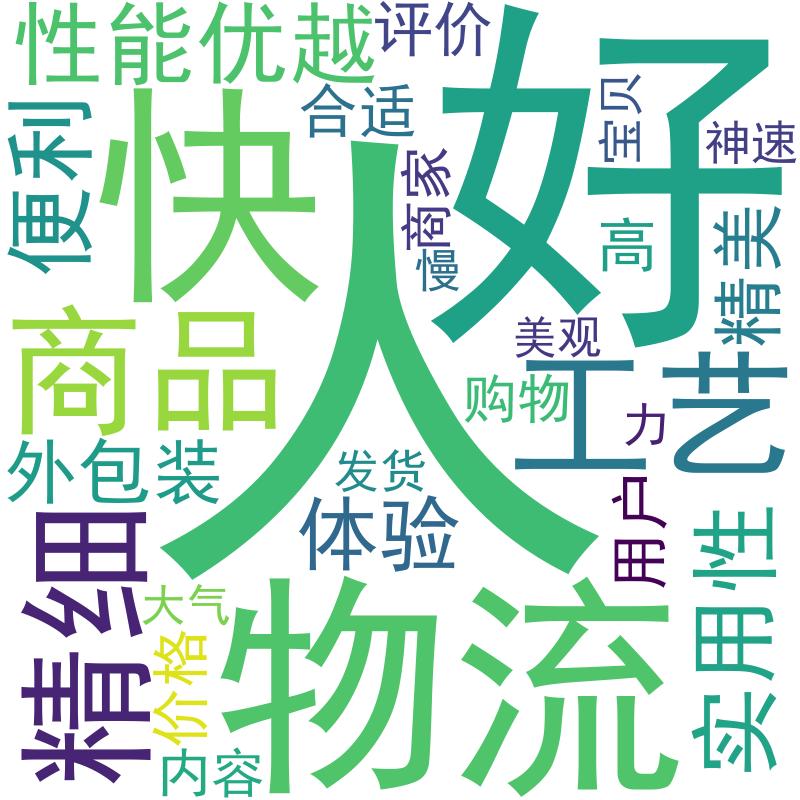 性能优越
评价
好
宝贝
神速
合适
便利
快
商家
高
精美
慢
人
商品
美观
工艺
购物
力
外包装
发货
体验
用户
实用性
精细
大气
价格
物流
内容